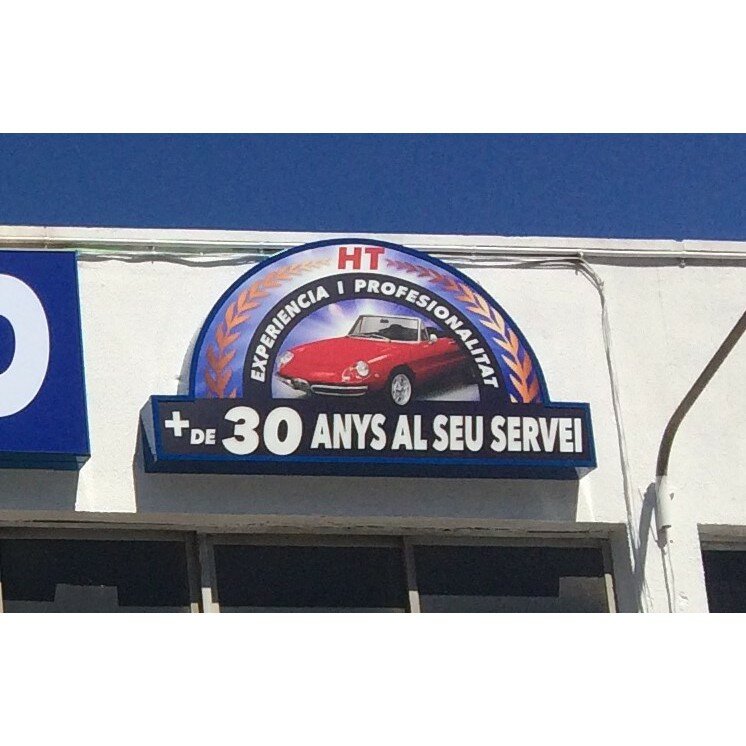 HT
EXPERIENCIA I PROFESIONALITAT
+ DE 30 ANYS AL SEU SERVEI
O